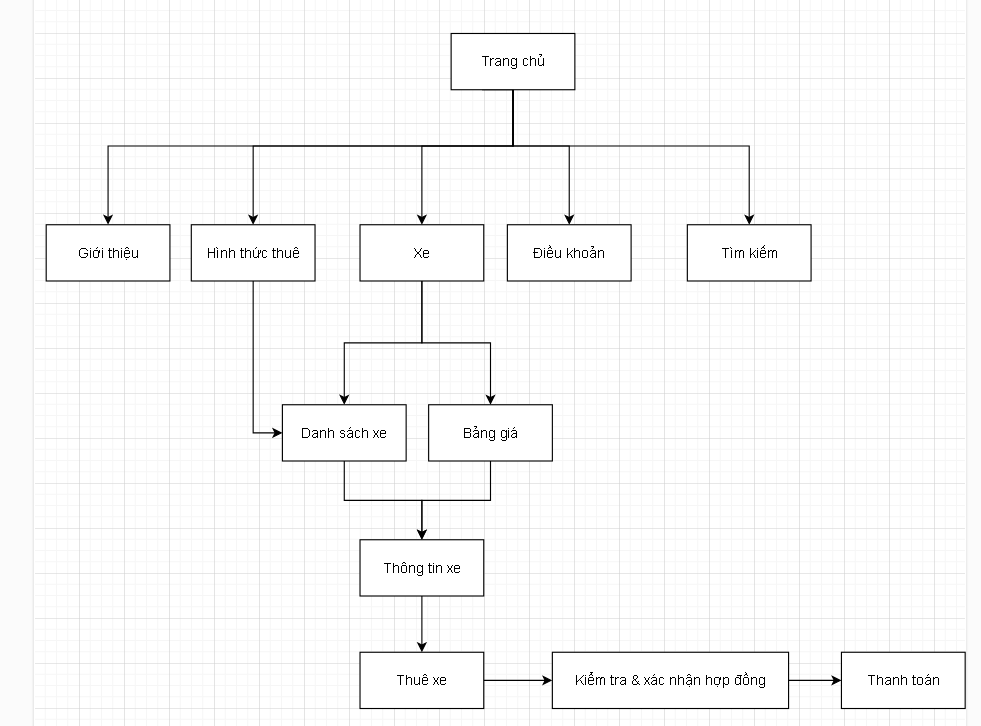 Trang chủ
Giới thiệu
Hình thức thuê
Xe
Điều khoản
Tìm kiếm
Danh sách xe
Bảng giá
Thông tin xe
Thuê xe
Kiểm tra & xác nhận hợp đồng
Thanh toán